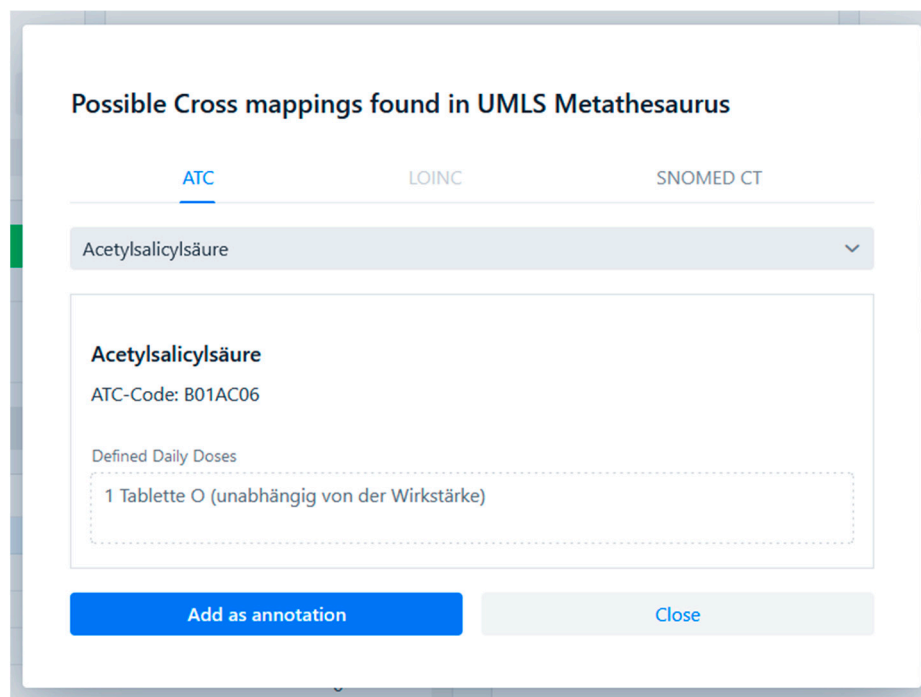 Possible Cross mappings found in UMLS Metathesaurus
ATC LOINC SNOMED CT
Acetylsalicylsäure
Acetylsalicylsäure
ATC-Code: B01AC06
Defined Daily Doses
1 Tablette O (unabhängig von der Wirkstärke)
Add as annotation Close